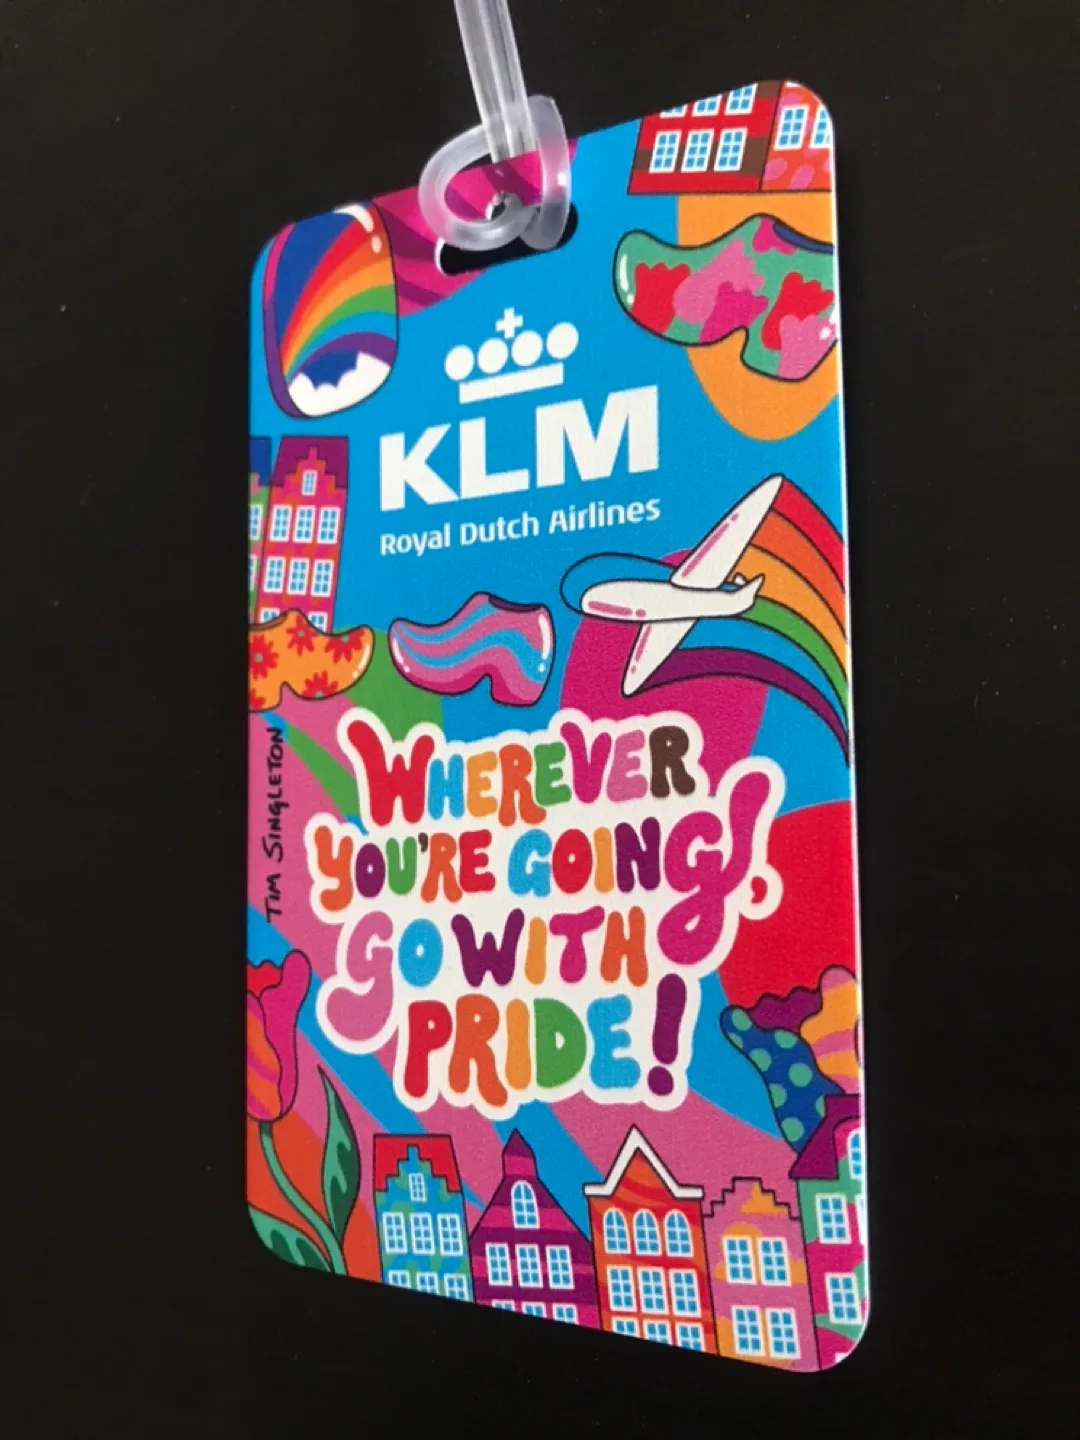 KLM
Royal Dutch Airlines
WHEREVER
YOU'RE GOING,
GO WITH
PRIDE!
TIM SINGLETON